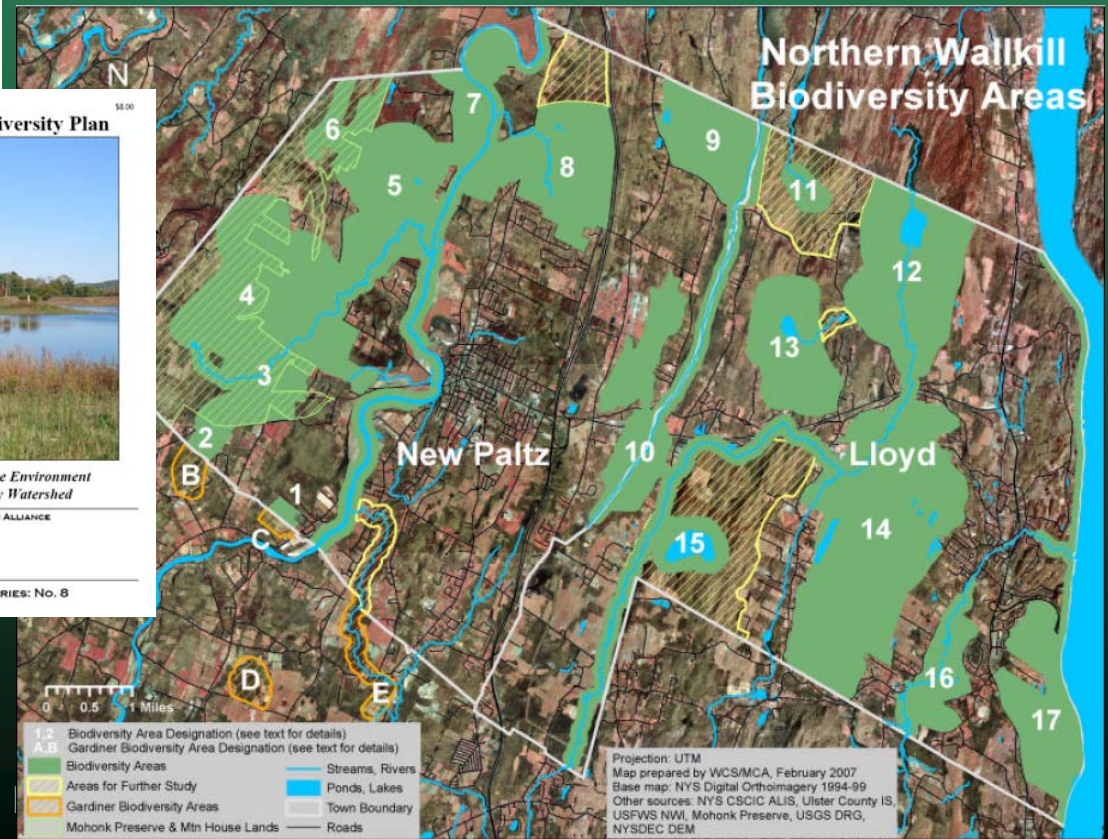 Northern Wallkill
Biodiversity Areas
N
$8.00
iversity Plan
e Environment
y Watershed
ALLIANCE
RIES: NO. 8
7
6
5
8
9
11
12
4
13
3
2
B
New Paltz
10
Lloyd
1
C
15
14
D
E
16
17
0 0.5 1 Miles
1,2 Biodiversity Area Designation (see text for details)
A,B Gardiner Biodiversity Area Designation (see text for details)
Biodiversity Areas
Areas for Further Study
Gardiner Biodiversity Areas
Mohonk Preserve & Mtn House Lands
Streams, Rivers
Ponds, Lakes
Town Boundary
Roads
Projection: UTM
Map prepared by WCS/MCA, February 2007
Base map: NYS Digital Orthoimagery 1994-99
Other sources: NYS CSCIC ALIS, Ulster County IS,
USFWS NWI, Mohonk Preserve, USGS DRG,
NYSDEC DEM